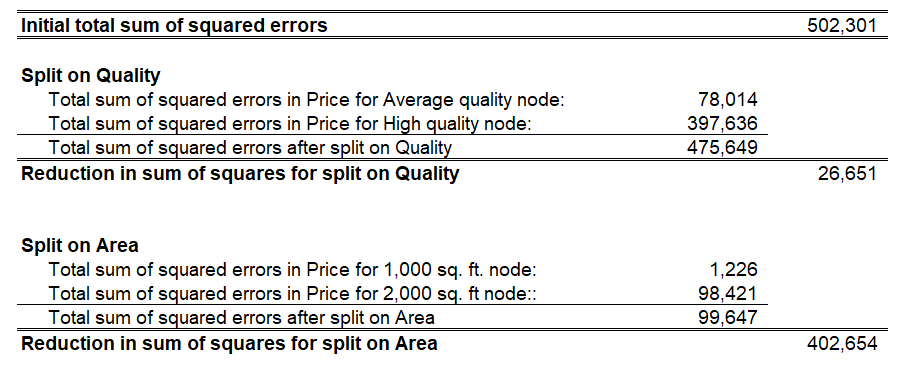 Initial total sum of squared errors 502,301
Split on Quality
Total sum of squared errors in Price for Average quality node: 78,014
Total sum of squared errors in Price for High quality node: 397,636
Total sum of squared errors after split on Quality 475,649
Reduction in sum of squares for split on Quality 26,651
Split on Area
Total sum of squared errors in Price for 1,000 sq. ft. node: 1,226
Total sum of squared errors in Price for 2,000 sq. ft node:: 98,421
Total sum of squared errors after split on Area 99,647
Reduction in sum of squares for split on Area 402,654